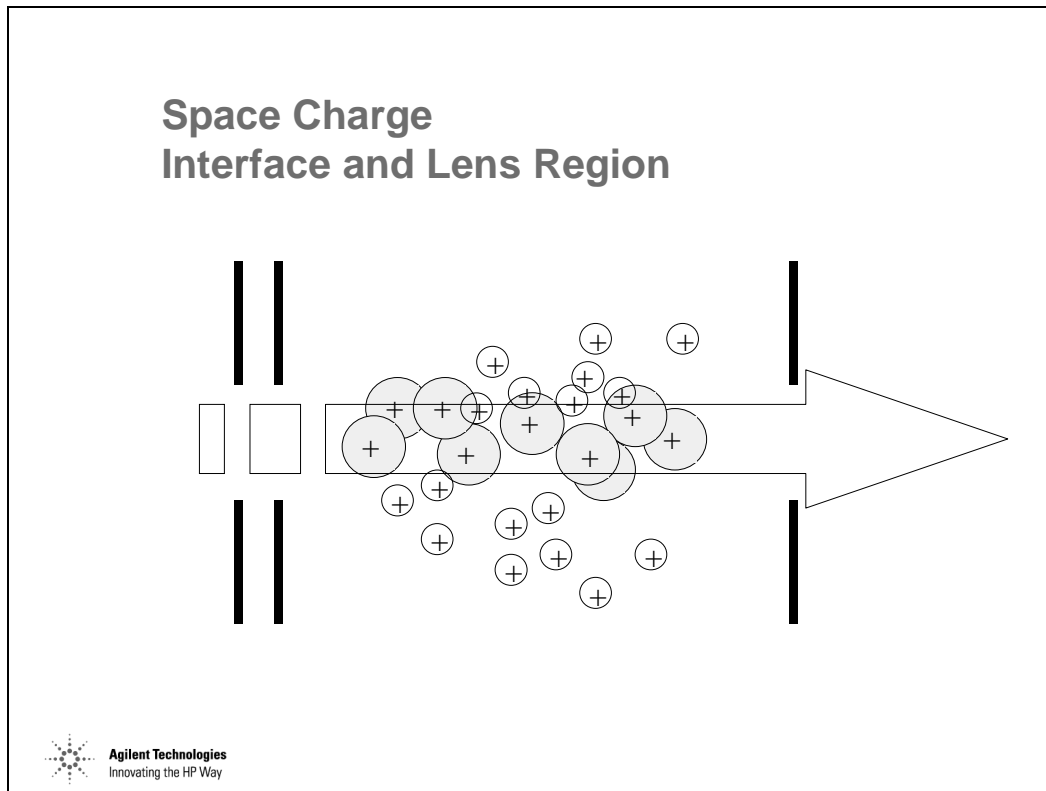 Space Charge
Interface and Lens Region
+ + + + + + + + + + + + + + + + + + + + + + + + +
Agilent Technologies
Innovating the HP Way